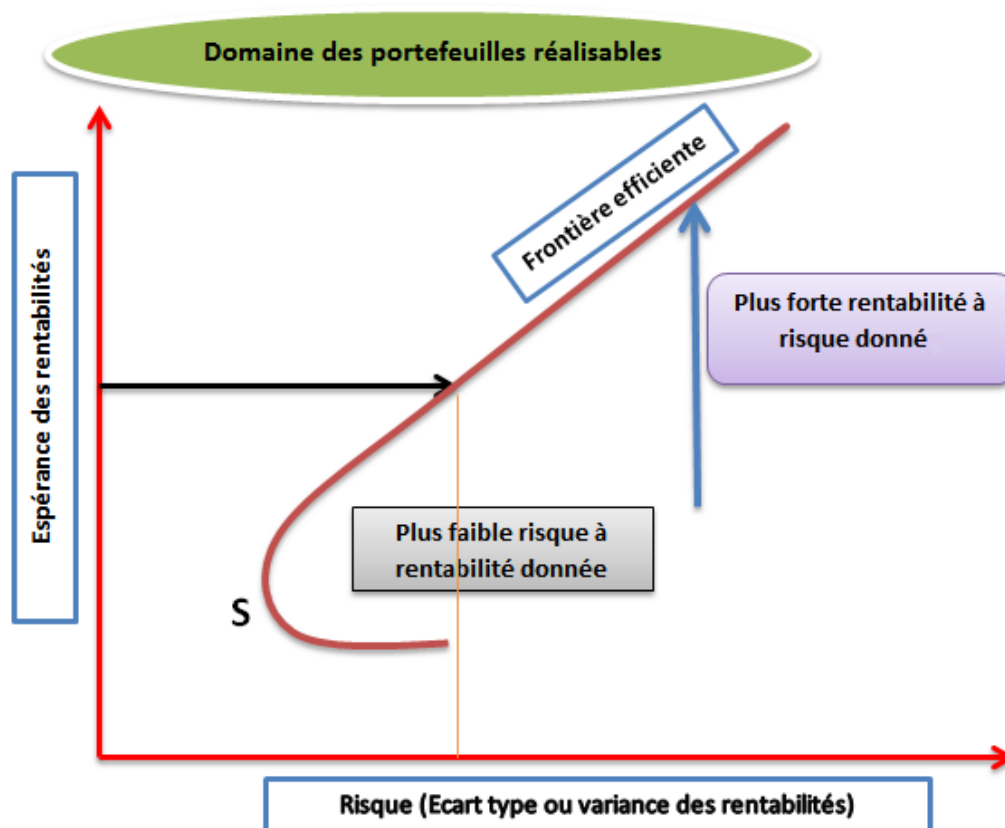 Domaine des portefeuilles réalisables
Espérance des rentabilités
Frontière efficiente
Plus forte rentabilité à
risque donné
Plus faible risque à
rentabilité donnée
S
Risque (Ecart type ou variance des rentabilités)